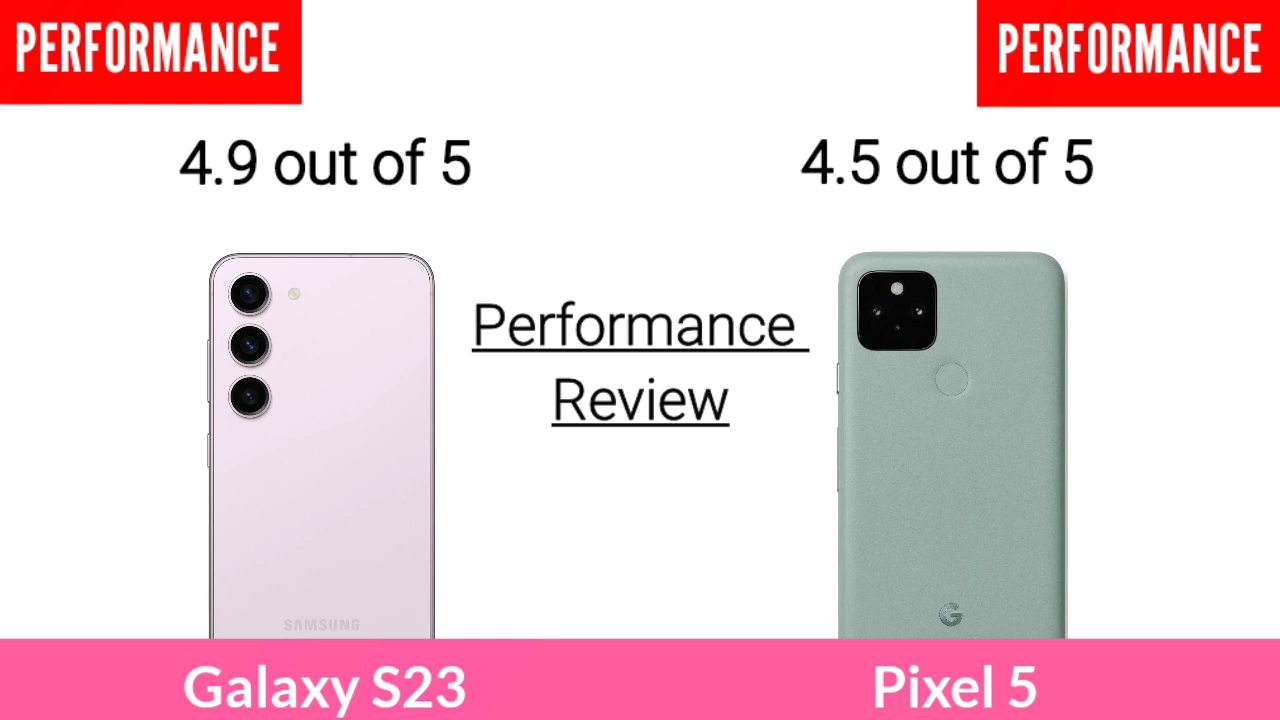 PERFORMANCE
PERFORMANCE
4.9 out of 5
4.5 out of 5
Performance
Review
SAMSUNG
G
Galaxy S23
Pixel 5